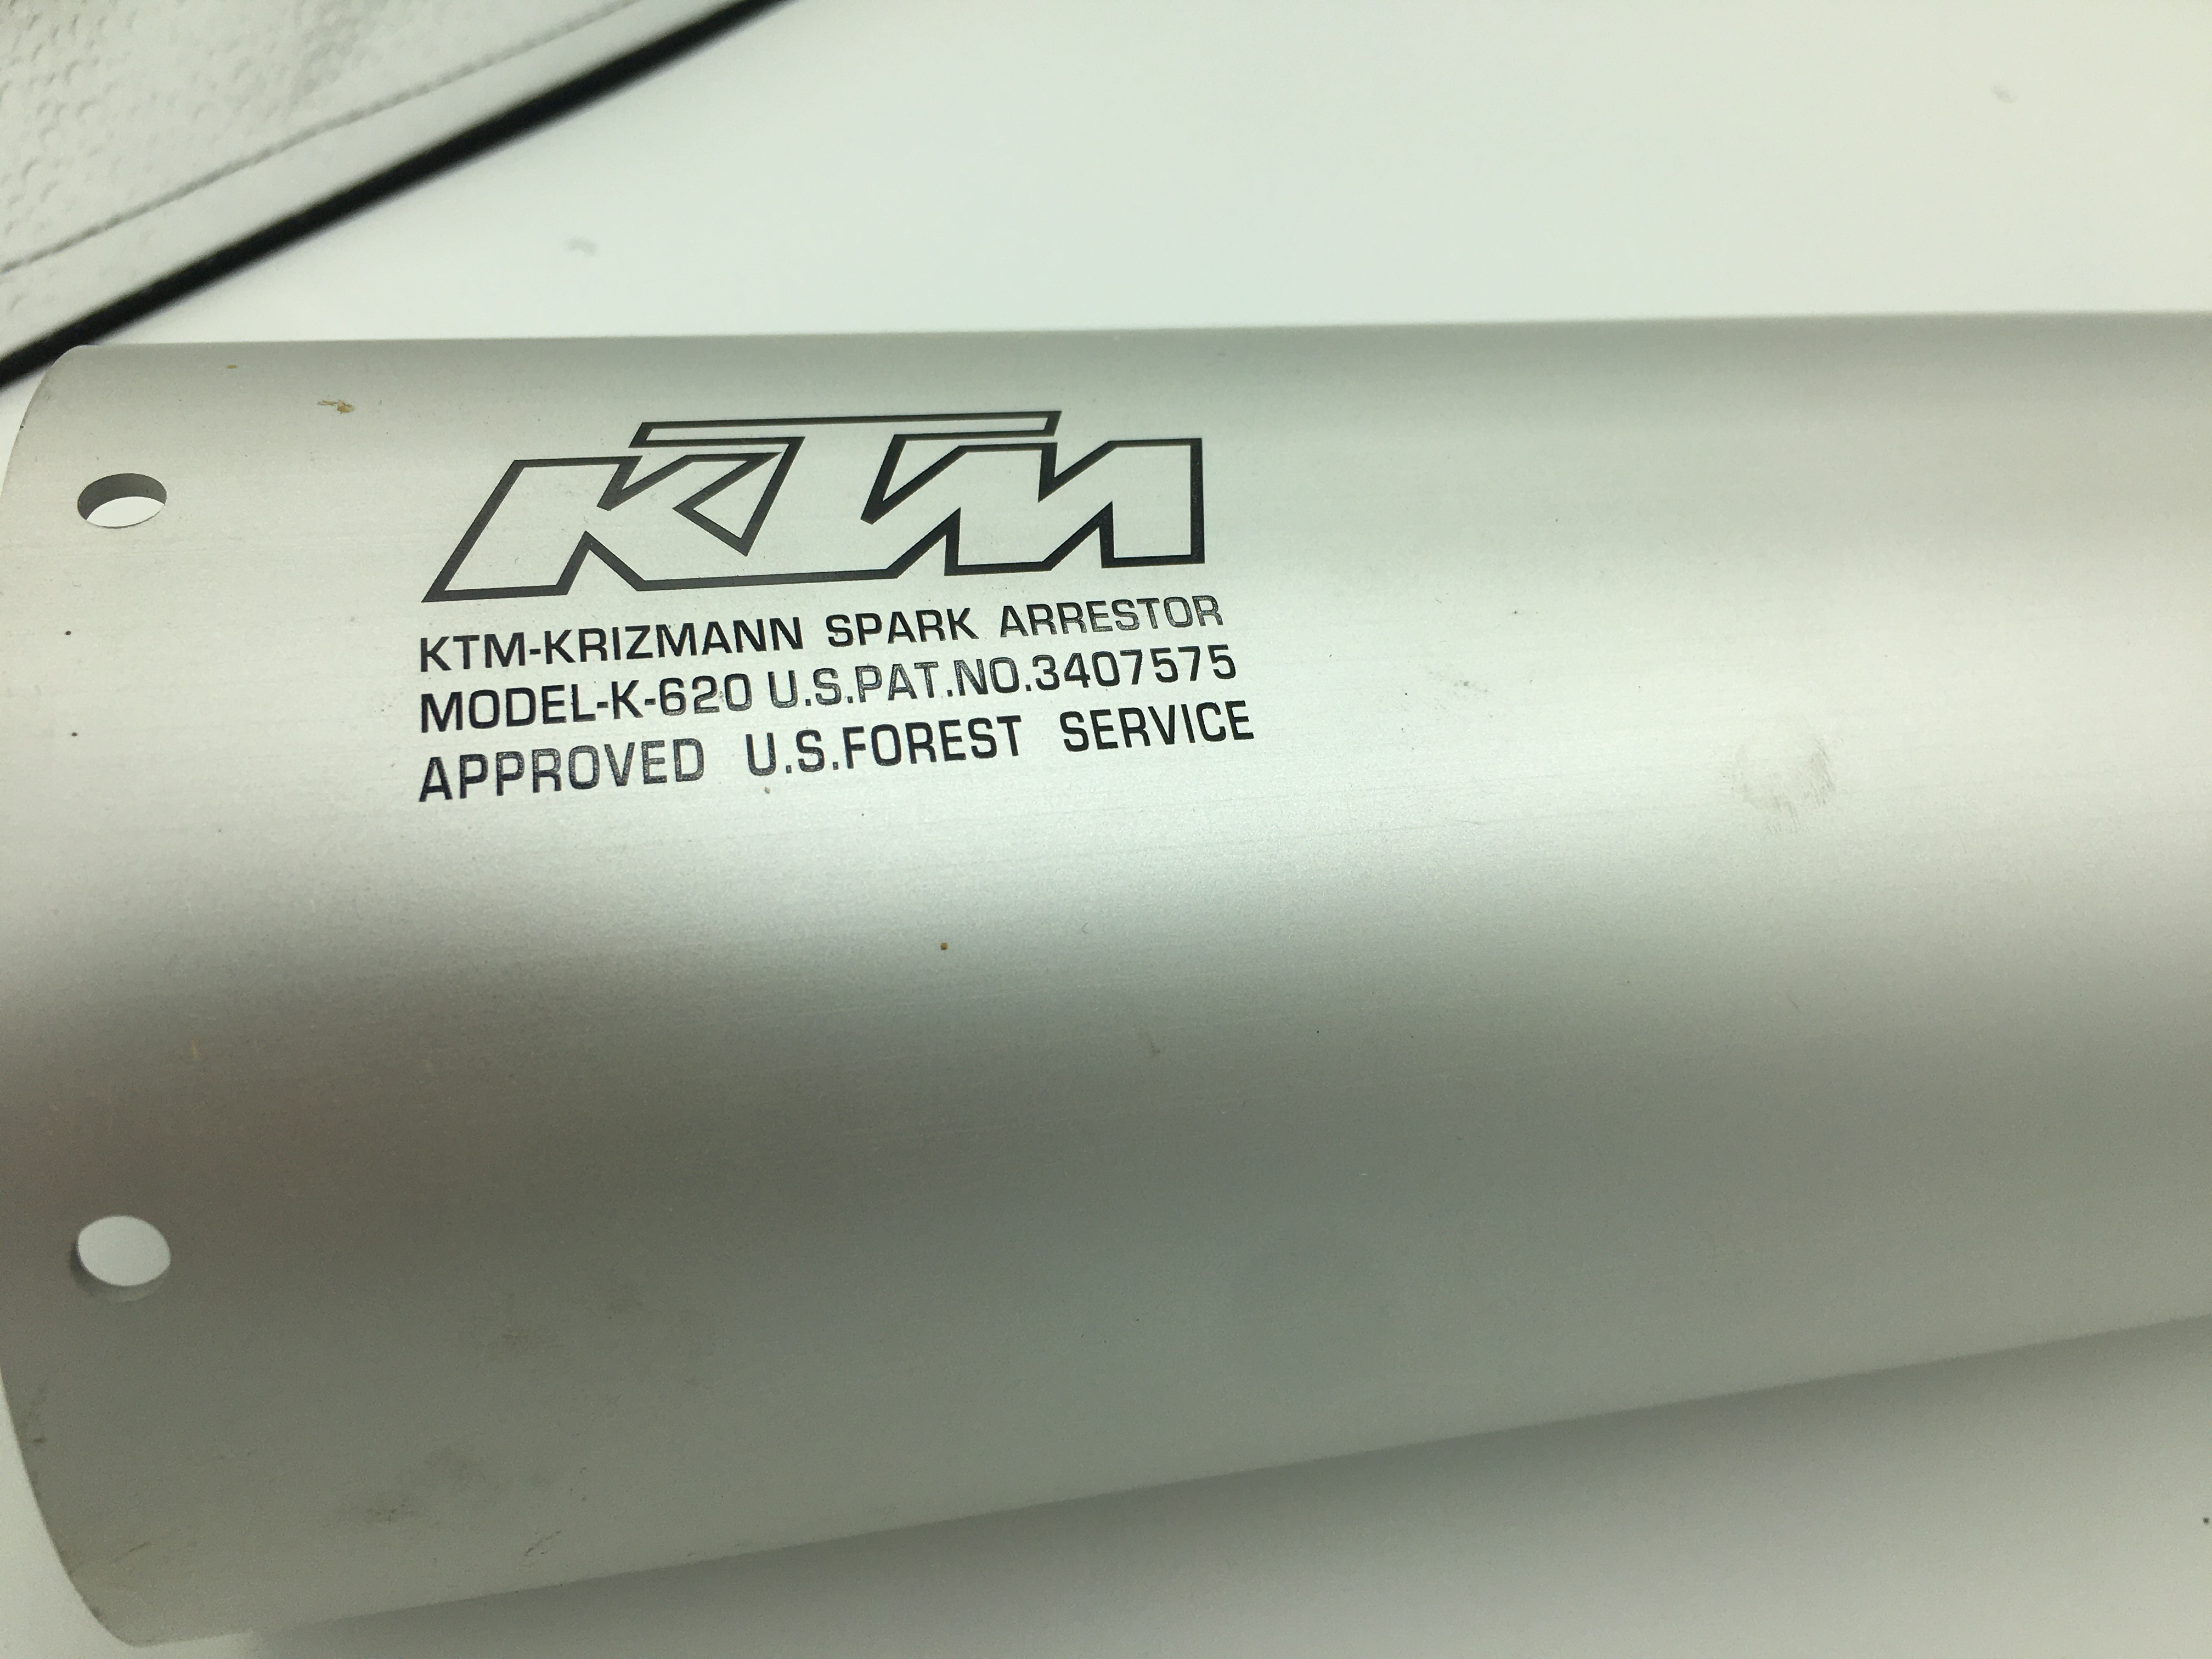 KTM
KTM-KRIZMANN SPARK ARRESTOR
MODEL-K-620 U.S.PAT.NO.3407575
APPROVED U.S.FOREST SERVICE